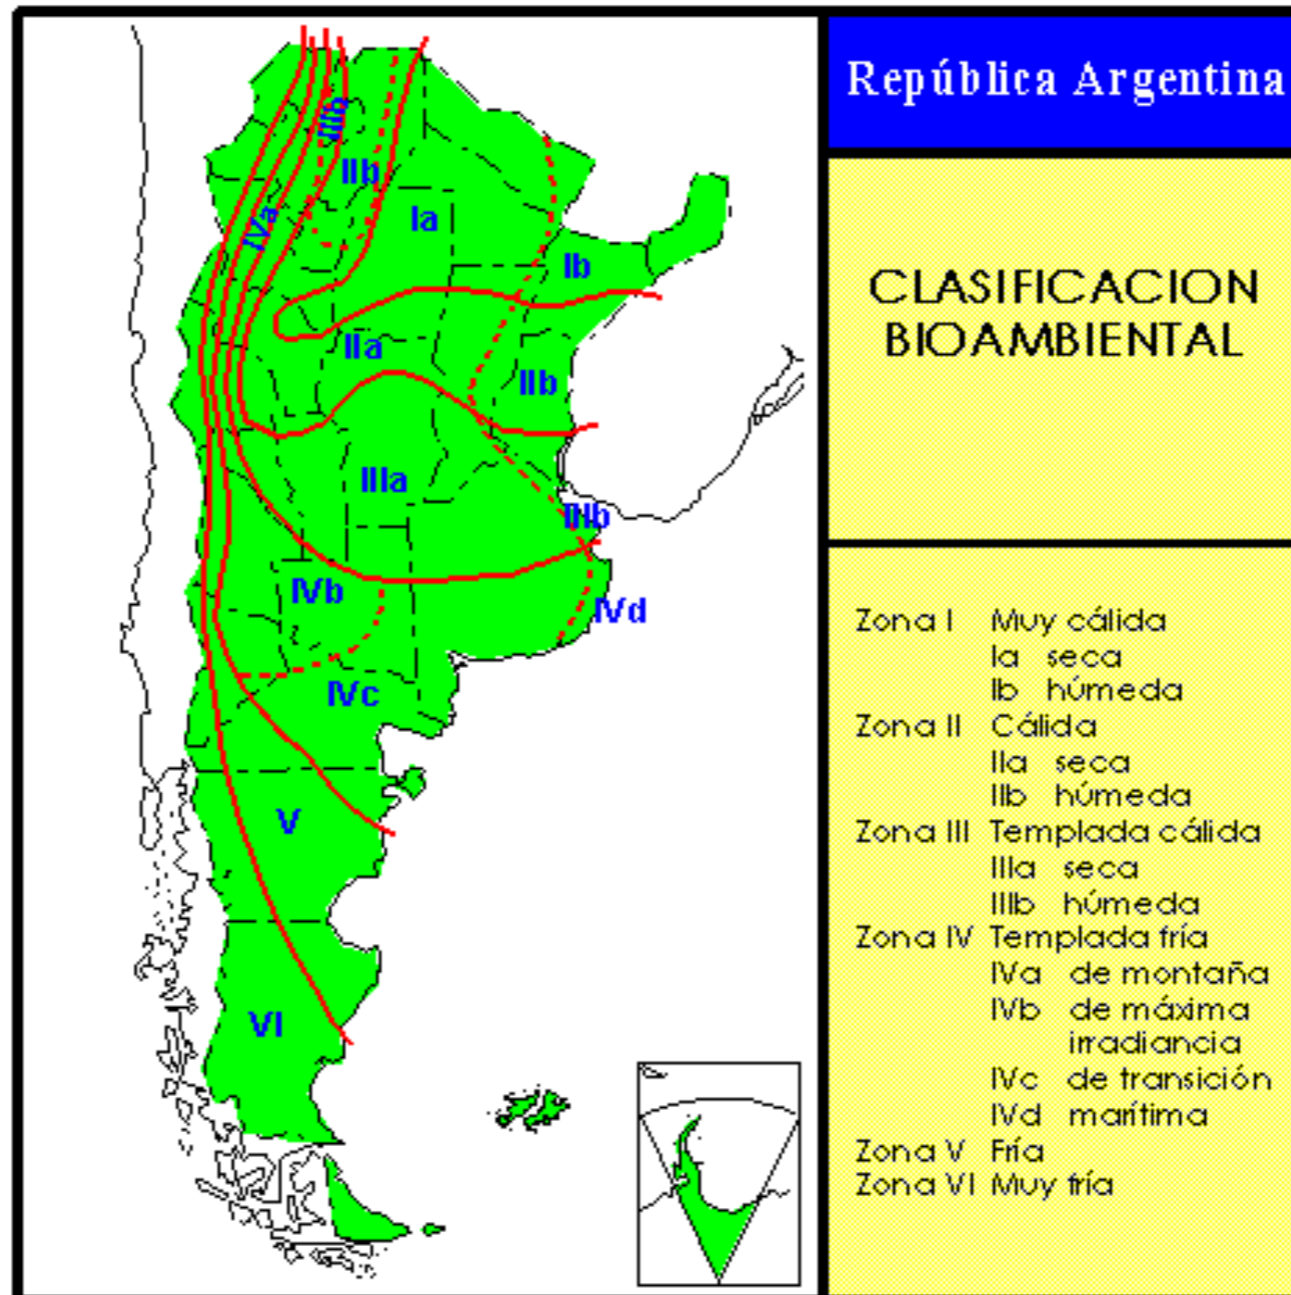 República Argentina
CLASIFICACION
BIOAMBIENTAL
Zona I Muy cálida
Ia seca
Ib húmeda
Zona II Cálida
IIa seca
IIb húmeda
Zona III Templada cálida
IIIa seca
IIIb húmeda
Zona IV Templada fría
IVa de montaña
IVb de máxima
irradiancia
IVc de transición
IVd marítima
Zona V Fría
Zona VI Muy fría
IIIb
IIb
IVa
Ia
Ib
IIa
IIb
IIIa
IIIb
IVb
IVd
IVc
V
VI